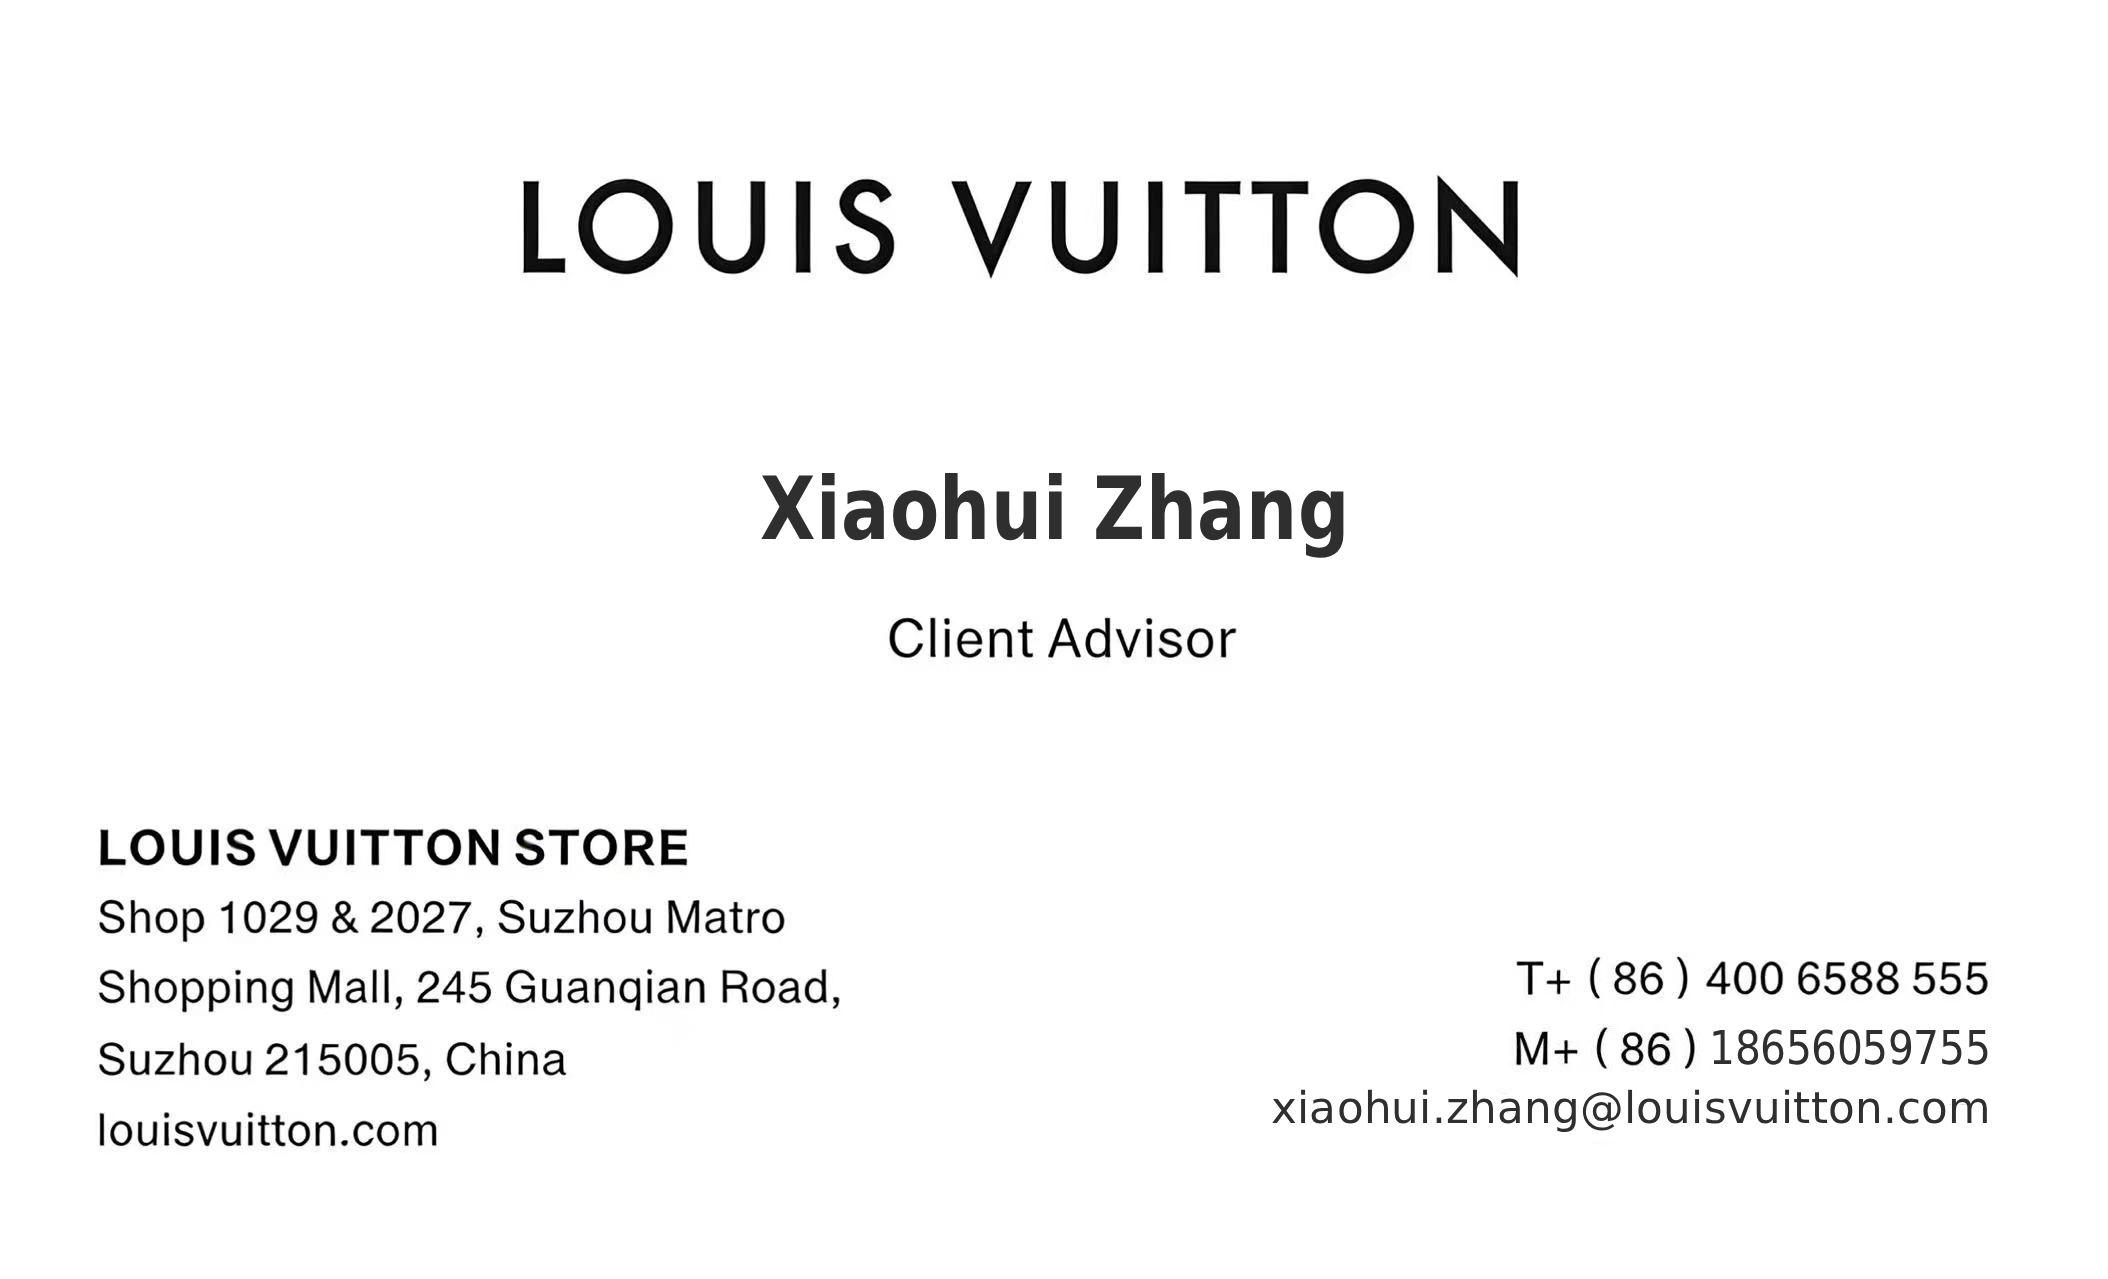 LOUIS VUITTON
Xiaohui Zhang
Client Advisor
LOUIS VUITTON STORE
Shop 1029 & 2027, Suzhou Matro
Shopping Mall, 245 Guanqian Road,
Suzhou 215005, China
louisvuitton.com
T+ ( 86 ) 400 6588 555
M+ ( 86 ) 18656059755
xiaohui.zhang@louisvuitton.com